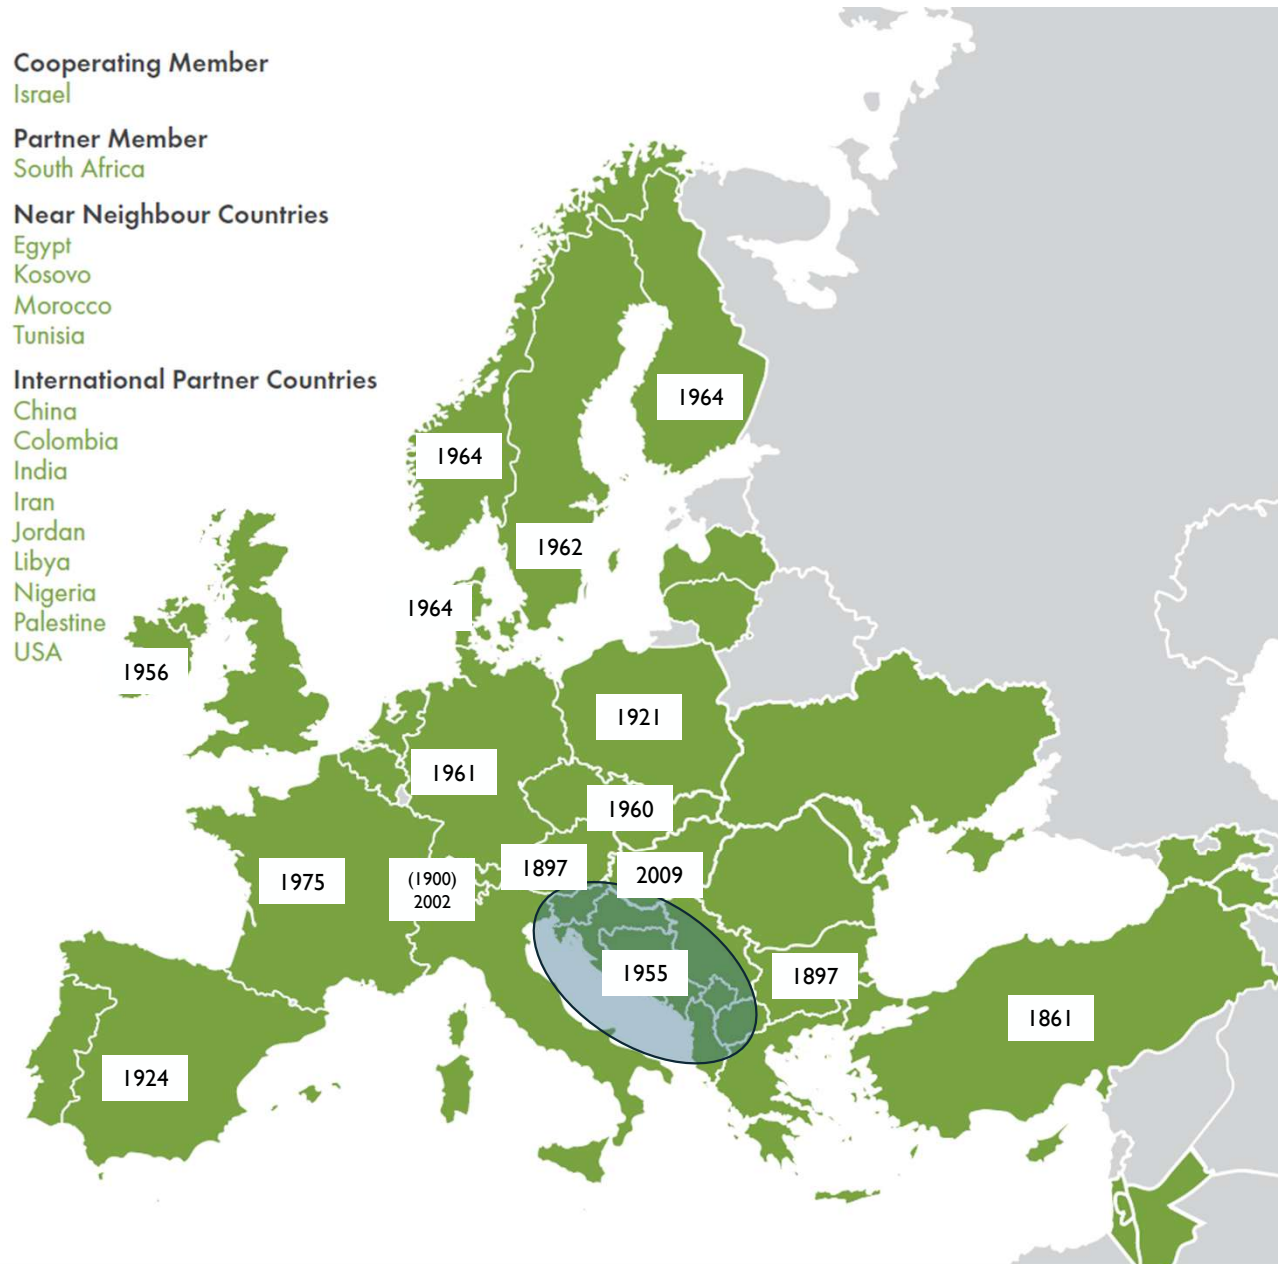 Cooperating Member
Israel
Partner Member
South Africa
Near Neighbour Countries
Egypt
Kosovo
Morocco
Tunisia
International Partner Countries
China
Colombia
India
Iran
Jordan
Libya
Nigeria
Palestine
USA
1964
1964
1962
1964
1956
1921
1961
1960
1897
2009
1975
(1900)
2002
1955
1897
1861
1924